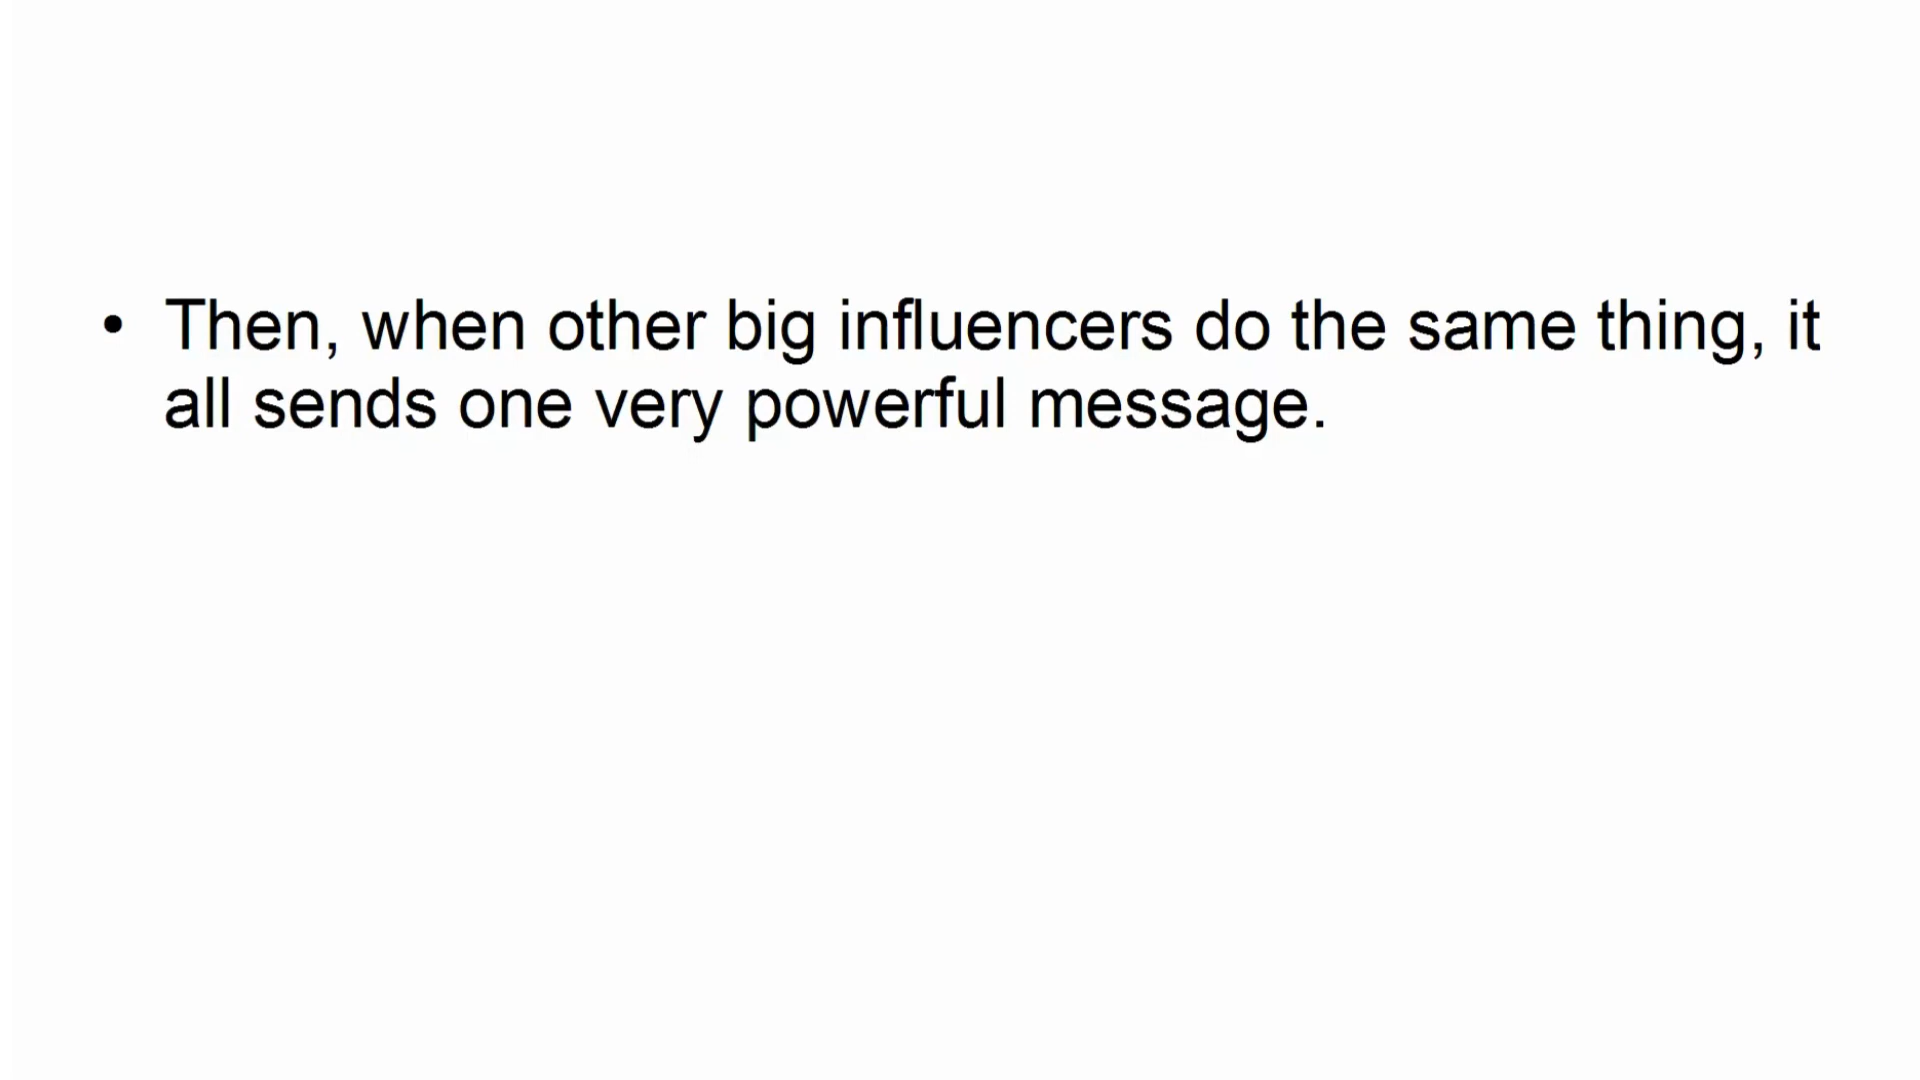 • Then, when other big influencers do the same thing, it
all sends one very powerful message.